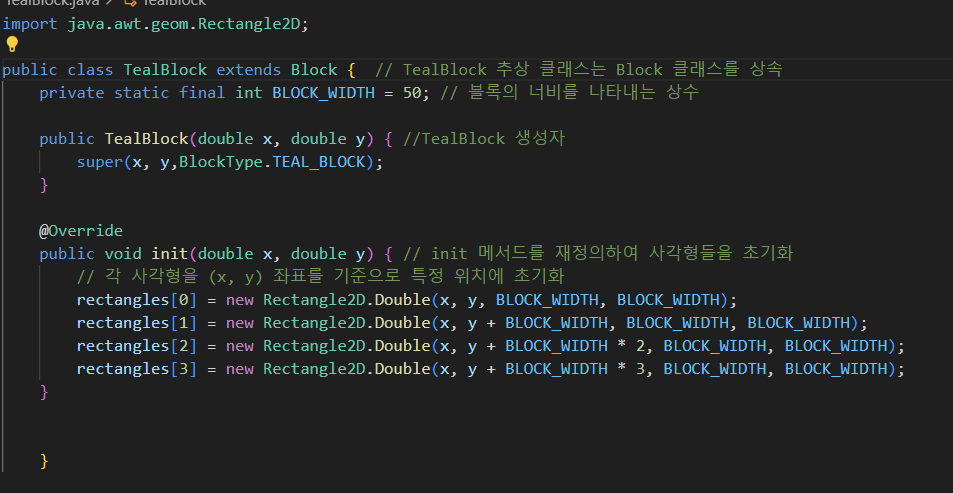 TealBlock.java > TealBlock
import java.awt.geom.Rectangle2D;
public class TealBlock extends Block {  // TealBlock 추상 클래스는 Block 클래스를 상속
    private static final int BLOCK_WIDTH = 50; // 블록의 너비를 나타내는 상수
    public TealBlock(double x, double y) { //TealBlock 생성자
        super(x, y,BlockType.TEAL_BLOCK);
    }
    @Override
    public void init(double x, double y) { // init 메서드를 재정의하여 사각형들을 초기화
        // 각 사각형을 (x, y) 좌표를 기준으로 특정 위치에 초기화
        rectangles[0] = new Rectangle2D.Double(x, y, BLOCK_WIDTH, BLOCK_WIDTH);
        rectangles[1] = new Rectangle2D.Double(x, y + BLOCK_WIDTH, BLOCK_WIDTH, BLOCK_WIDTH);
        rectangles[2] = new Rectangle2D.Double(x, y + BLOCK_WIDTH * 2, BLOCK_WIDTH, BLOCK_WIDTH);
        rectangles[3] = new Rectangle2D.Double(x, y + BLOCK_WIDTH * 3, BLOCK_WIDTH, BLOCK_WIDTH);
    }
    }